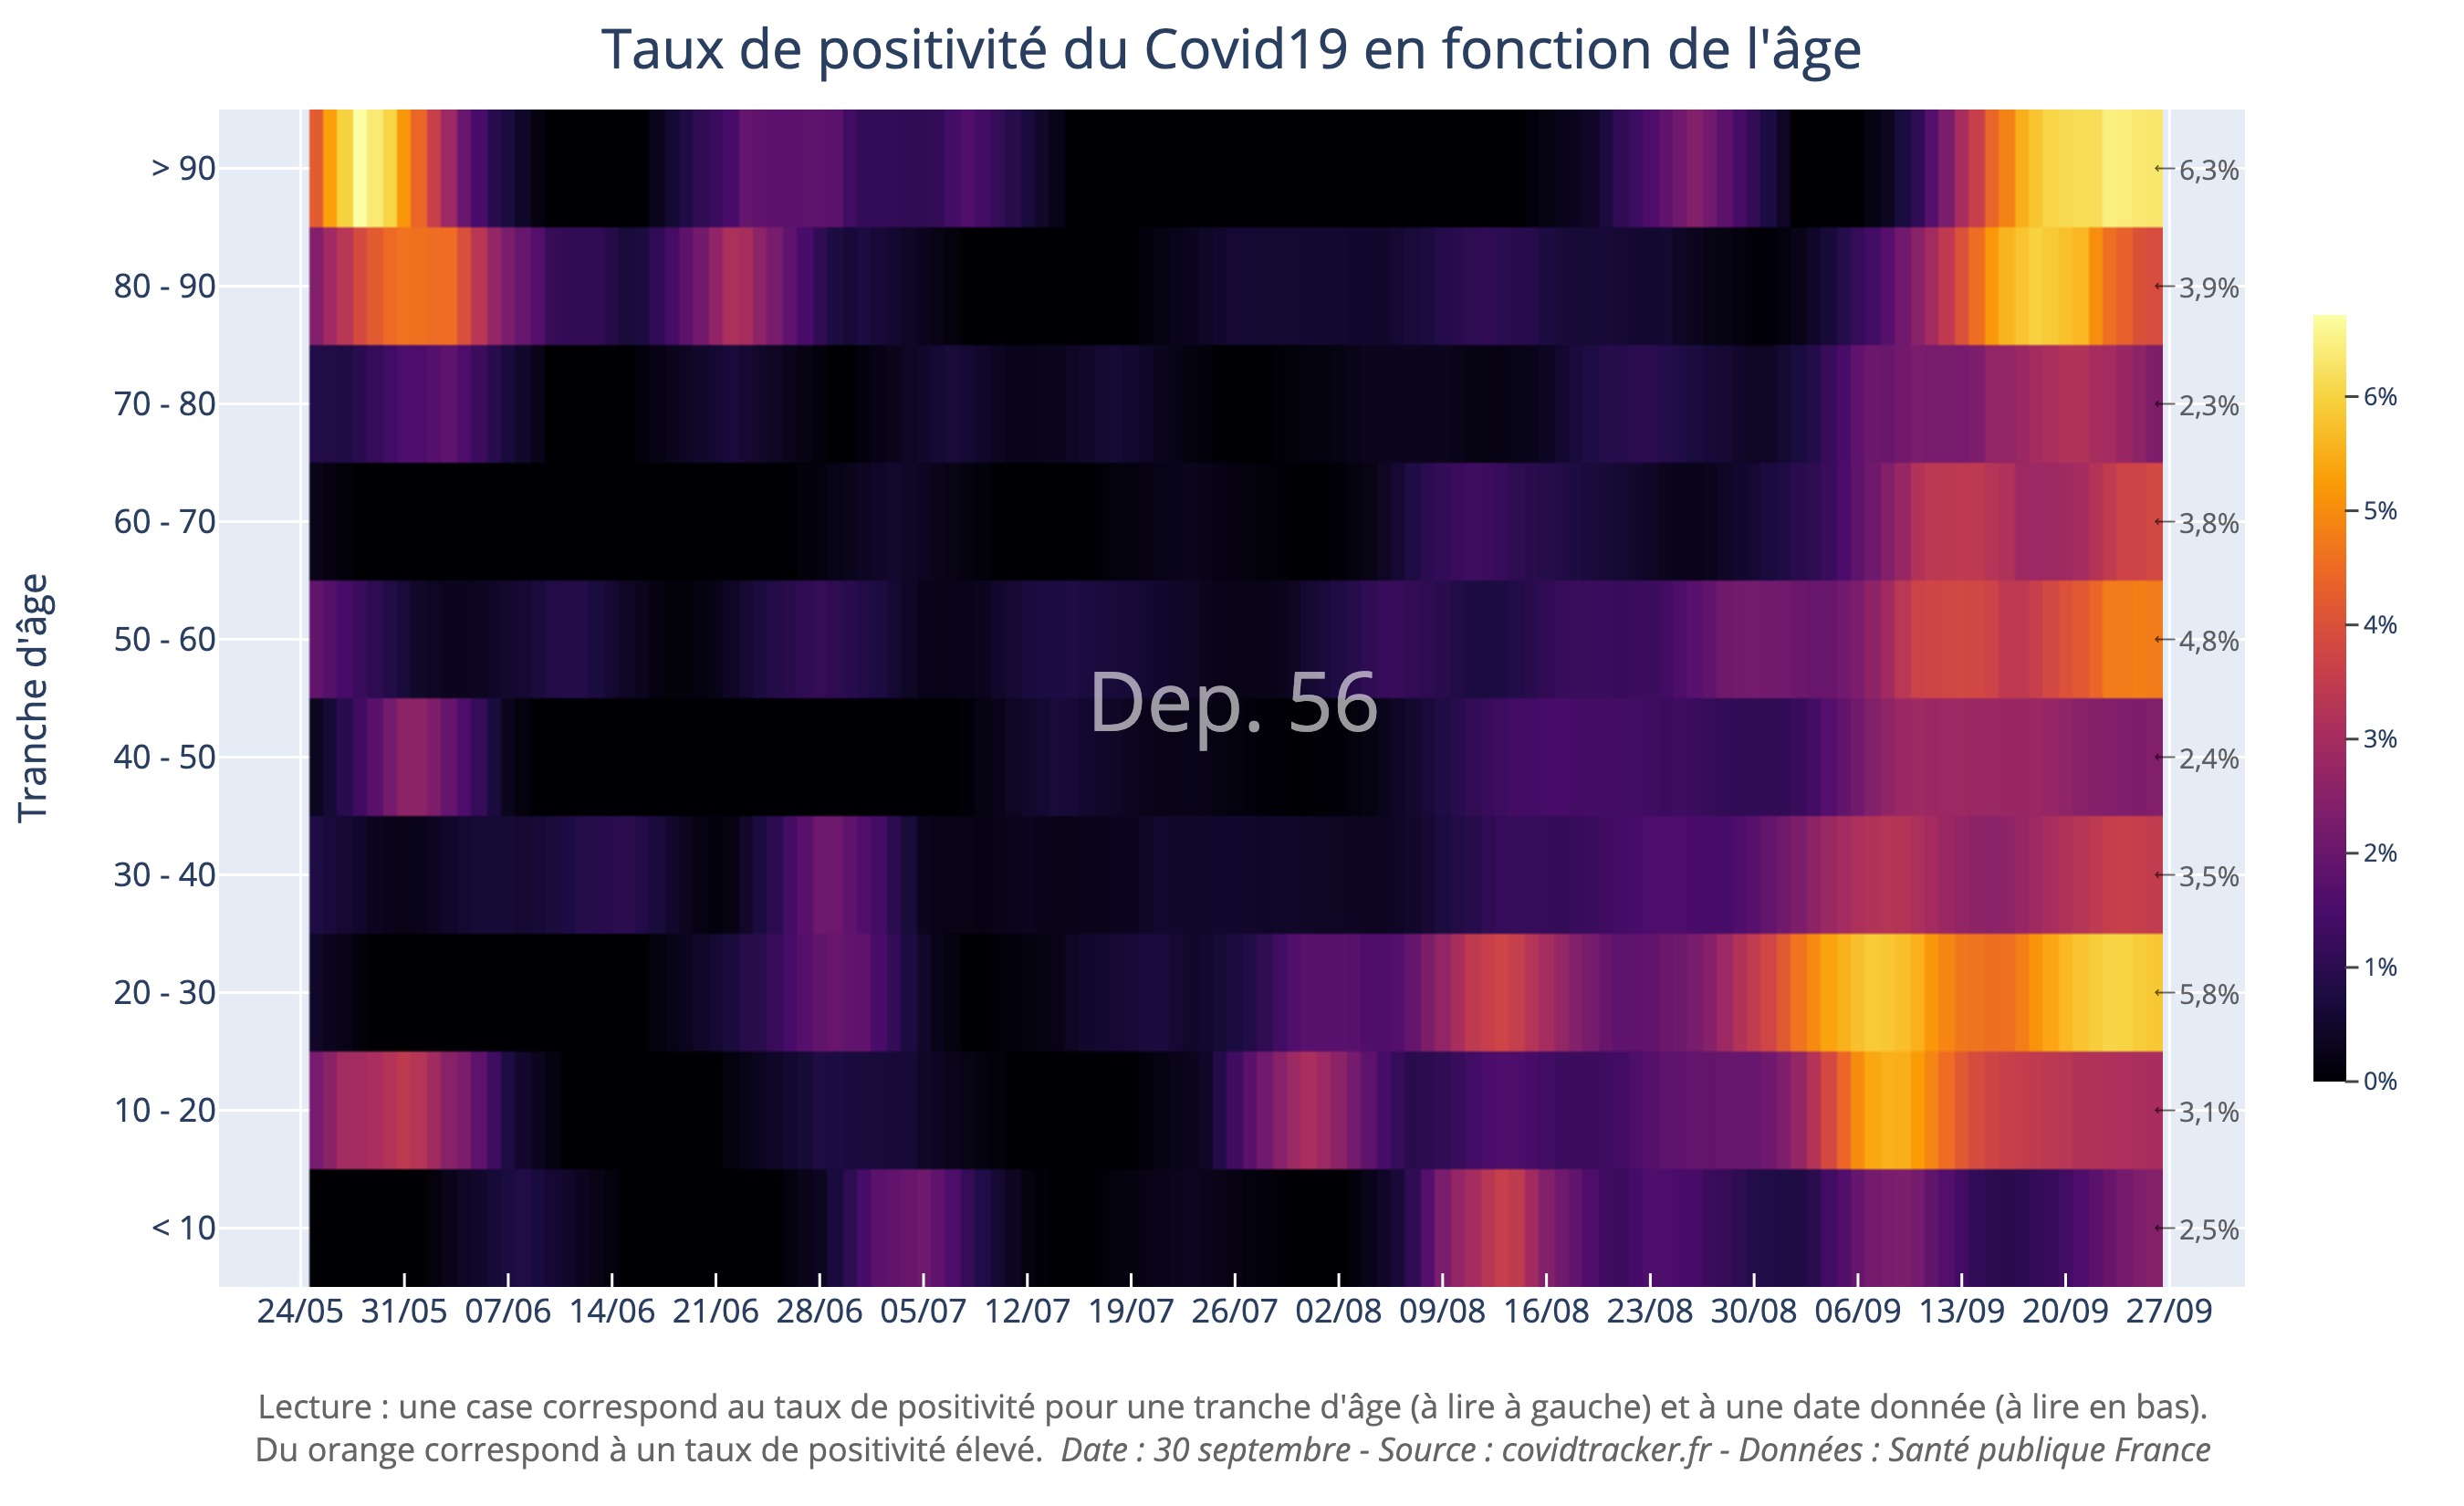 Taux de positivité du Covid19 en fonction de l'âge
Tranche d'âge
> 90
80 - 90
70 - 80
60 - 70
50 - 60
40 - 50
30 - 40
20 - 30
10 - 20
< 10
Dep. 56
6,3%
3,9%
2,3%
3,8%
4,8%
2,4%
3,5%
5,8%
3,1%
2,5%
6%
5%
4%
3%
2%
1%
0%
24/05 31/05 07/06 14/06 21/06 28/06 05/07 12/07 19/07 26/07 02/08 09/08 16/08 23/08 30/08 06/09 13/09 20/09 27/09
Lecture : une case correspond au taux de positivité pour une tranche d'âge (à lire à gauche) et à une date donnée (à lire en bas).
Du orange correspond à un taux de positivité élevé. Date : 30 septembre - Source : covidtracker.fr - Données : Santé publique France